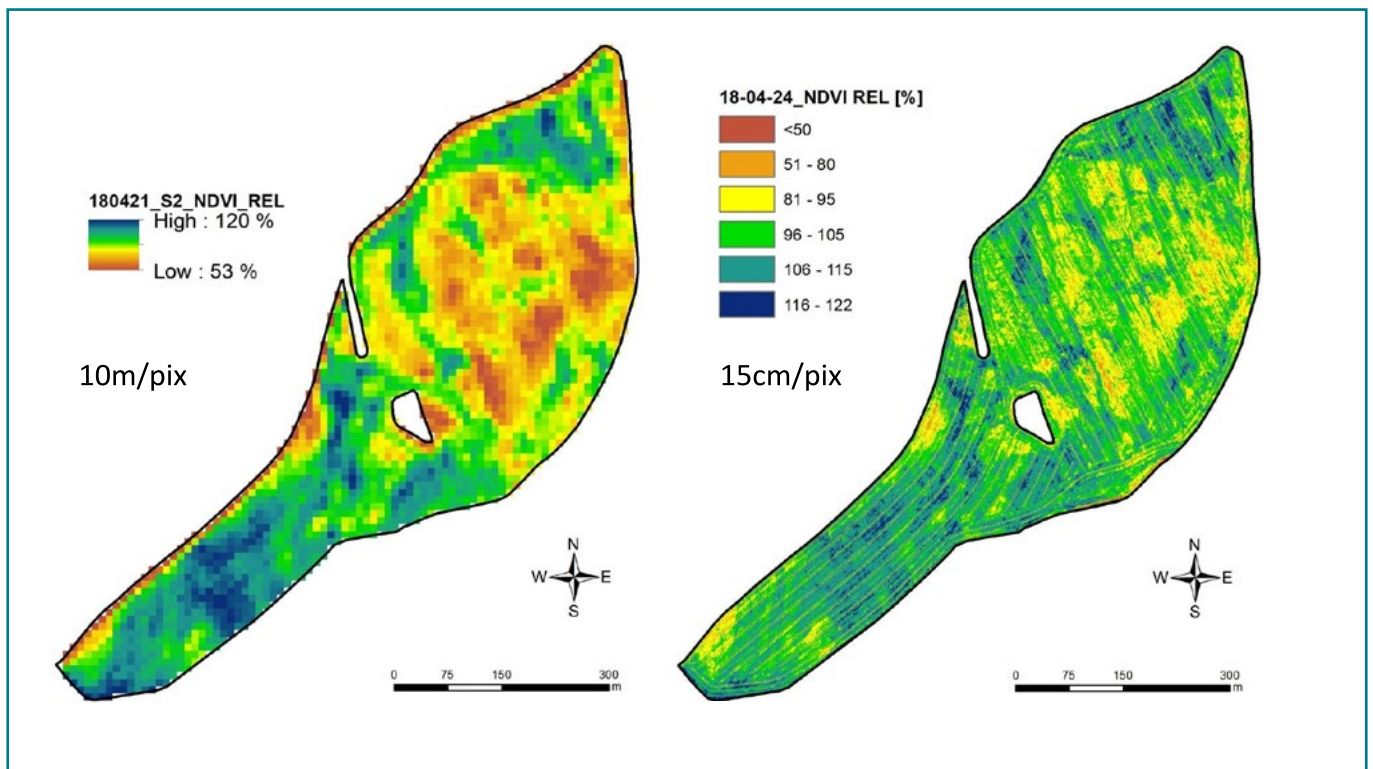 180421_S2_NDVI_REL
High : 120 %
Low : 53 %
10m/pix
N
W E
S
0 75 150 300
m
18-04-24_NDVI REL [%]
<50
51 - 80
81 - 95
96 - 105
106 - 115
116 - 122
15cm/pix
N
W E
S
0 75 150 300
m